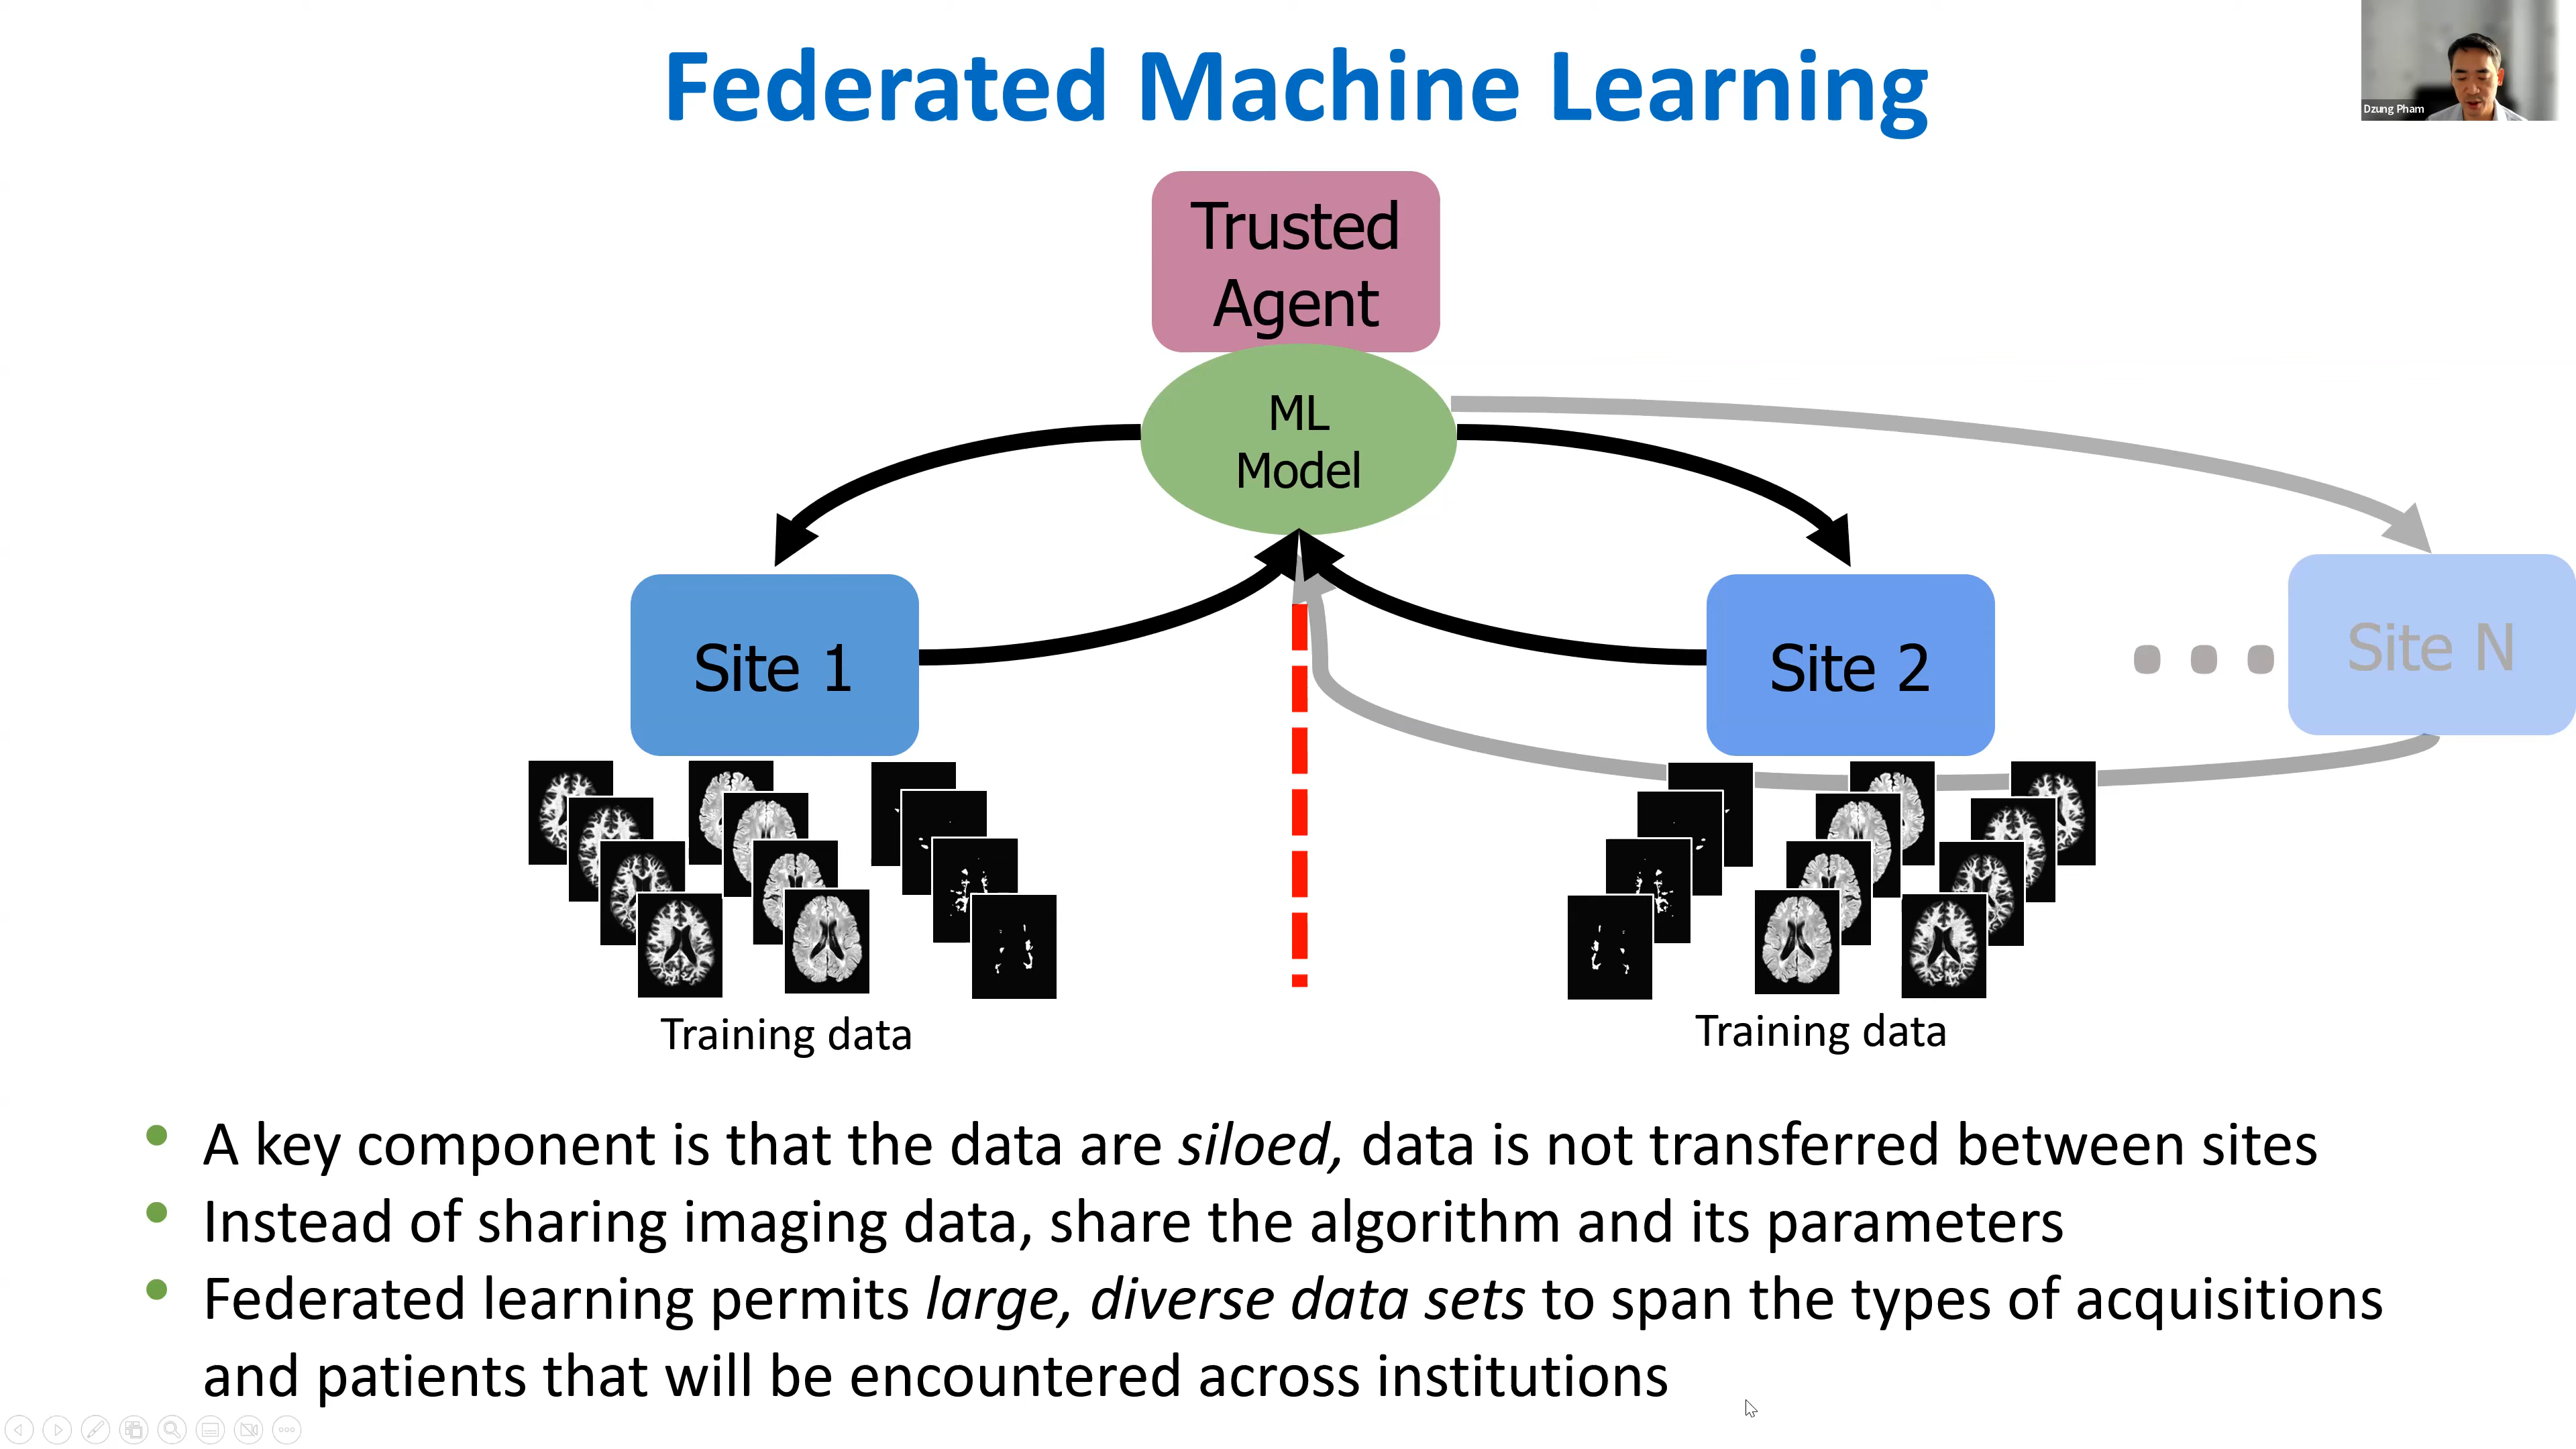 Federated Machine Learning
Dzung Pham
Trusted
Agent
ML
Model
Site 1
Site 2
Site N
Training data
Training data
• A key component is that the data are siloed, data is not transferred between sites
• Instead of sharing imaging data, share the algorithm and its parameters
• Federated learning permits large, diverse data sets to span the types of acquisitions
and patients that will be encountered across institutions